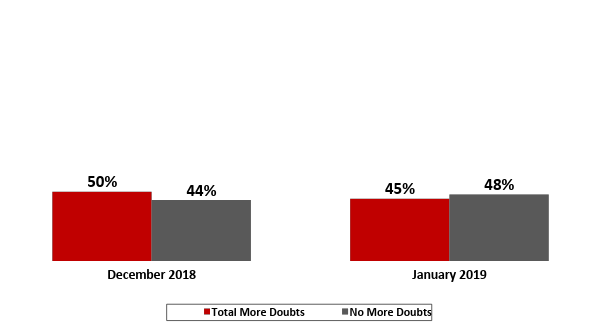 50%
44%
45%
48%
December 2018
January 2019
Total More Doubts
No More Doubts